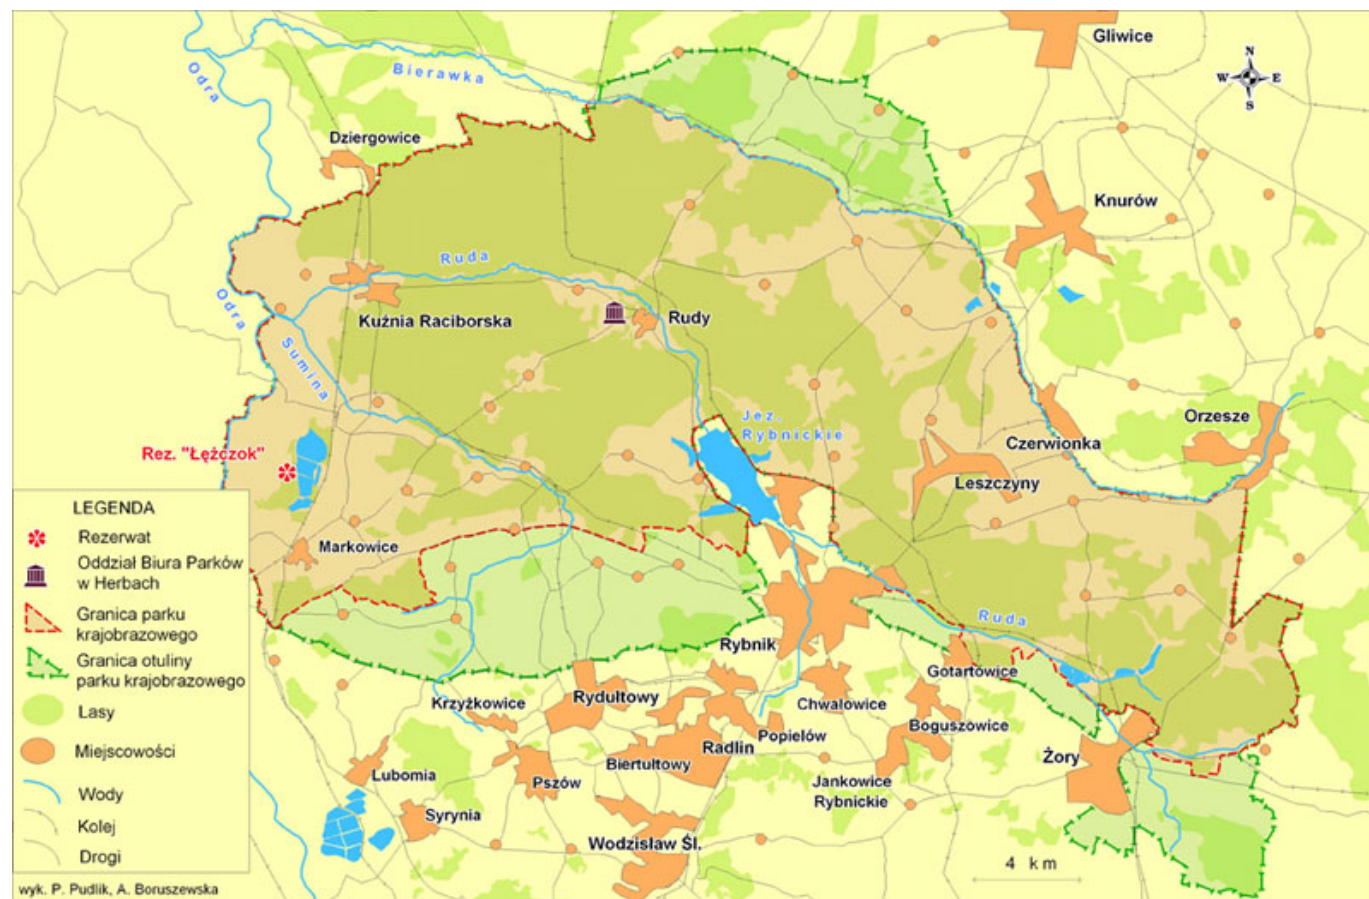 Gliwice
N
W E
S
Odra
Bierawka
Dziergowice
Knurów
Ruda
Odra
Kuźnia Raciborska
Rudy
Sumina
Jez.
Rybnickie
Orzesze
Czerwionka
Rez. "Łężczok"
Leszczyny
LEGENDA
Rezerwat
Oddział Biura Parków
w Herbach
Granica parku
krajobrazowego
Granica otuliny
parku krajobrazowego
Lasy
Miejscowości
Wody
Kolej
Drogi
Markowice
Ruda
Rybnik
Gotartowice
Krzyżkowice
Rydułtowy
Chwałowice
Boguszowice
Popielów
Radlin
Biertułtowy
Żory
Lubomia
Pszów
Jankowice
Rybnickie
Syrynia
Wodzisław Śl.
4 km
wyk. P. Pudlik, A. Boruszewska